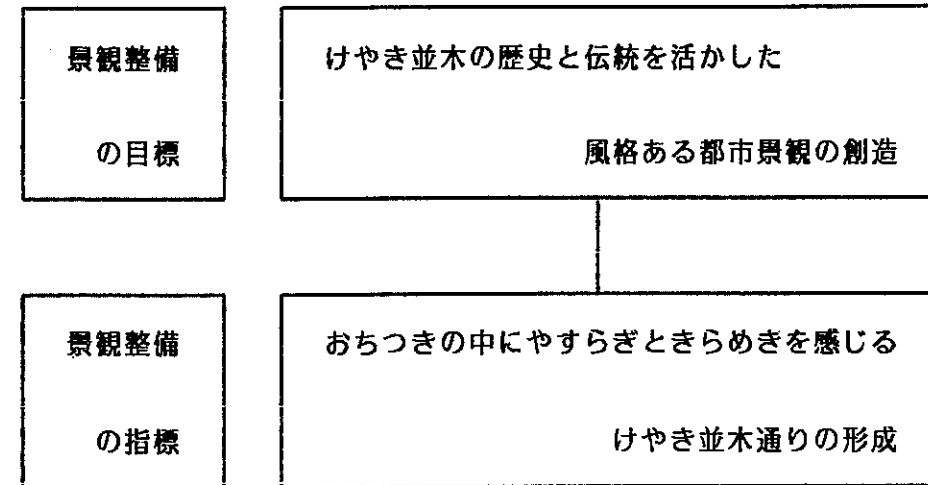 景観整備
の目標
けやき並木の歴史と伝統を活かした
風格ある都市景観の創造
景観整備
の指標
おちつきの中にやすらぎときらめきを感じる
けやき並木通りの形成